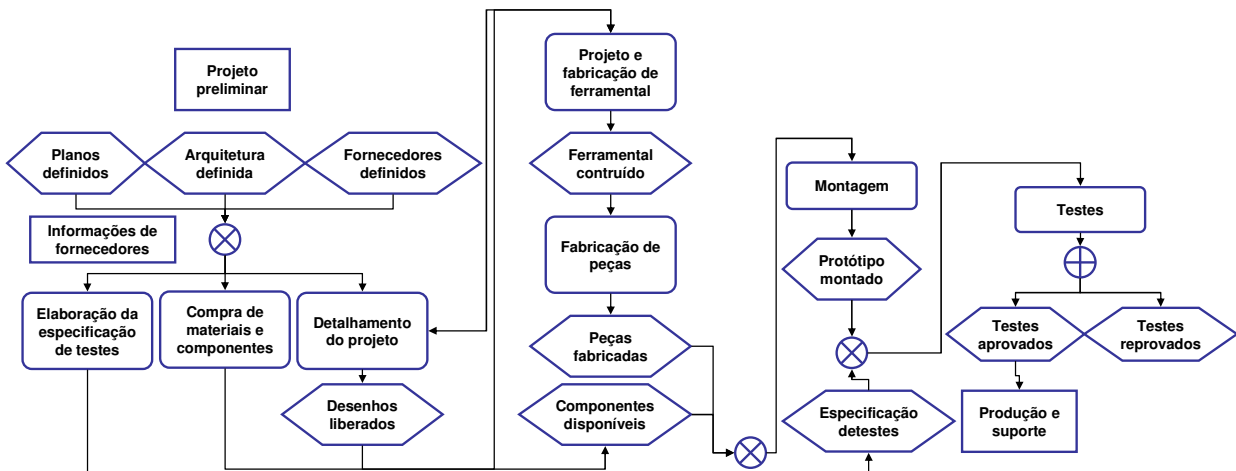 Projeto
preliminar
Planos
definidos
Arquitetura
definida
Fornecedores
definidos
Informações de
fornecedores
Elaboração da
especificação
de testes
Compra de
materiais e
componentes
Detalhamento
do projeto
Desenhos
liberados
Projeto e
fabricação de
ferramental
Ferramental
contruído
Fabricação de
peças
Peças
fabricadas
Componentes
disponíveis
Montagem
Protótipo
montado
Especificação
detestes
Testes
Testes
aprovados
Testes
reprovados
Produção e
suporte